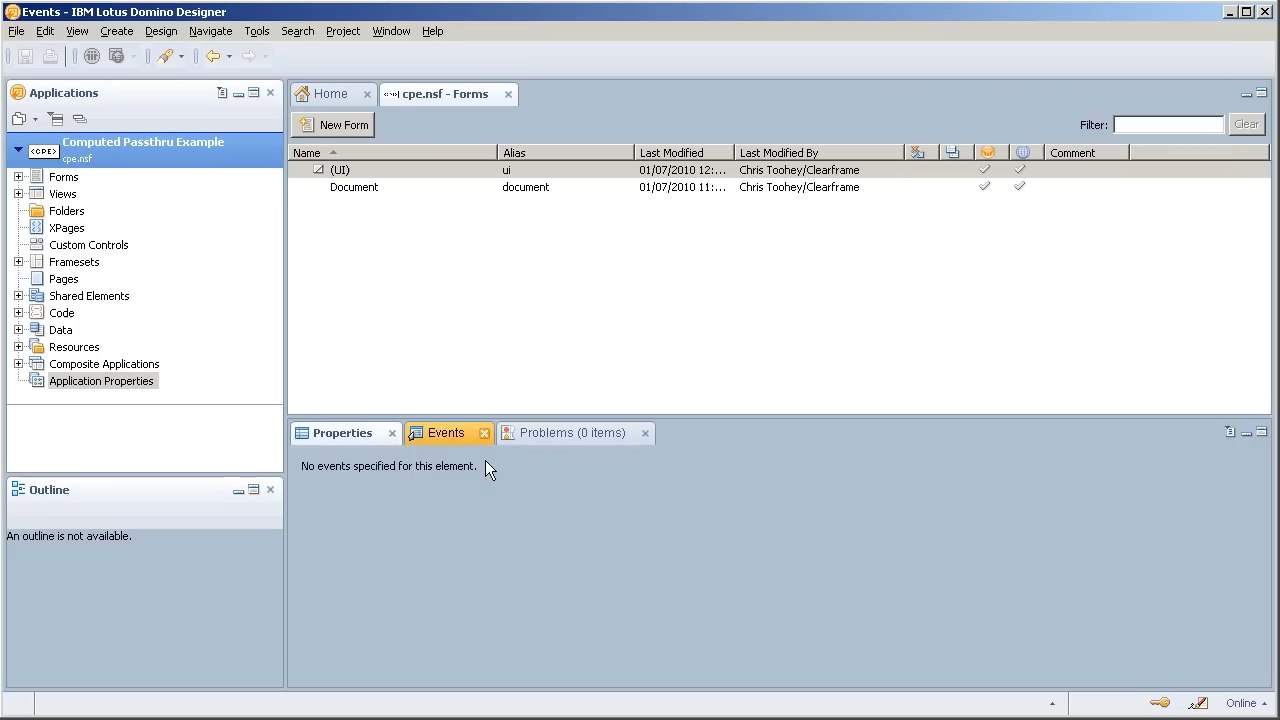 Events - IBM Lotus Domino Designer
File Edit View Create Design Navigate Tools Search Project Window Help
Applications
Computed Passthru Example
<CPE>
cpe.nsf
Forms
Views
Folders
XPages
Custom Controls
Framesets
Pages
Shared Elements
Code
Data
Resources
Composite Applications
Application Properties
Outline
An outline is not available.
Home
cpe.nsf - Forms
New Form
Filter:
Clear
Name Alias Last Modified Last Modified By Comment
(UI) ui 01/07/2010 12:... Chris Toohey/Clearframe
Document document 01/07/2010 11:... Chris Toohey/Clearframe
Properties
Events
Problems (0 items)
No events specified for this element.
Online